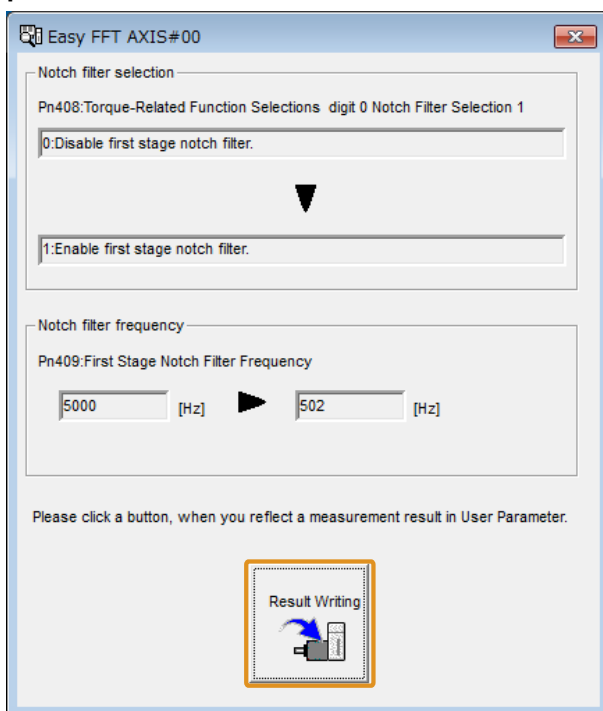 Easy FFT AXIS#00
Notch filter selection
Pn408:Torque-Related Function Selections digit 0 Notch Filter Selection 1
0:Disable first stage notch filter.
1:Enable first stage notch filter.
Notch filter frequency
Pn409:First Stage Notch Filter Frequency
5000 [Hz] 502 [Hz]
Please click a button, when you reflect a measurement result in User Parameter.
Result Writing